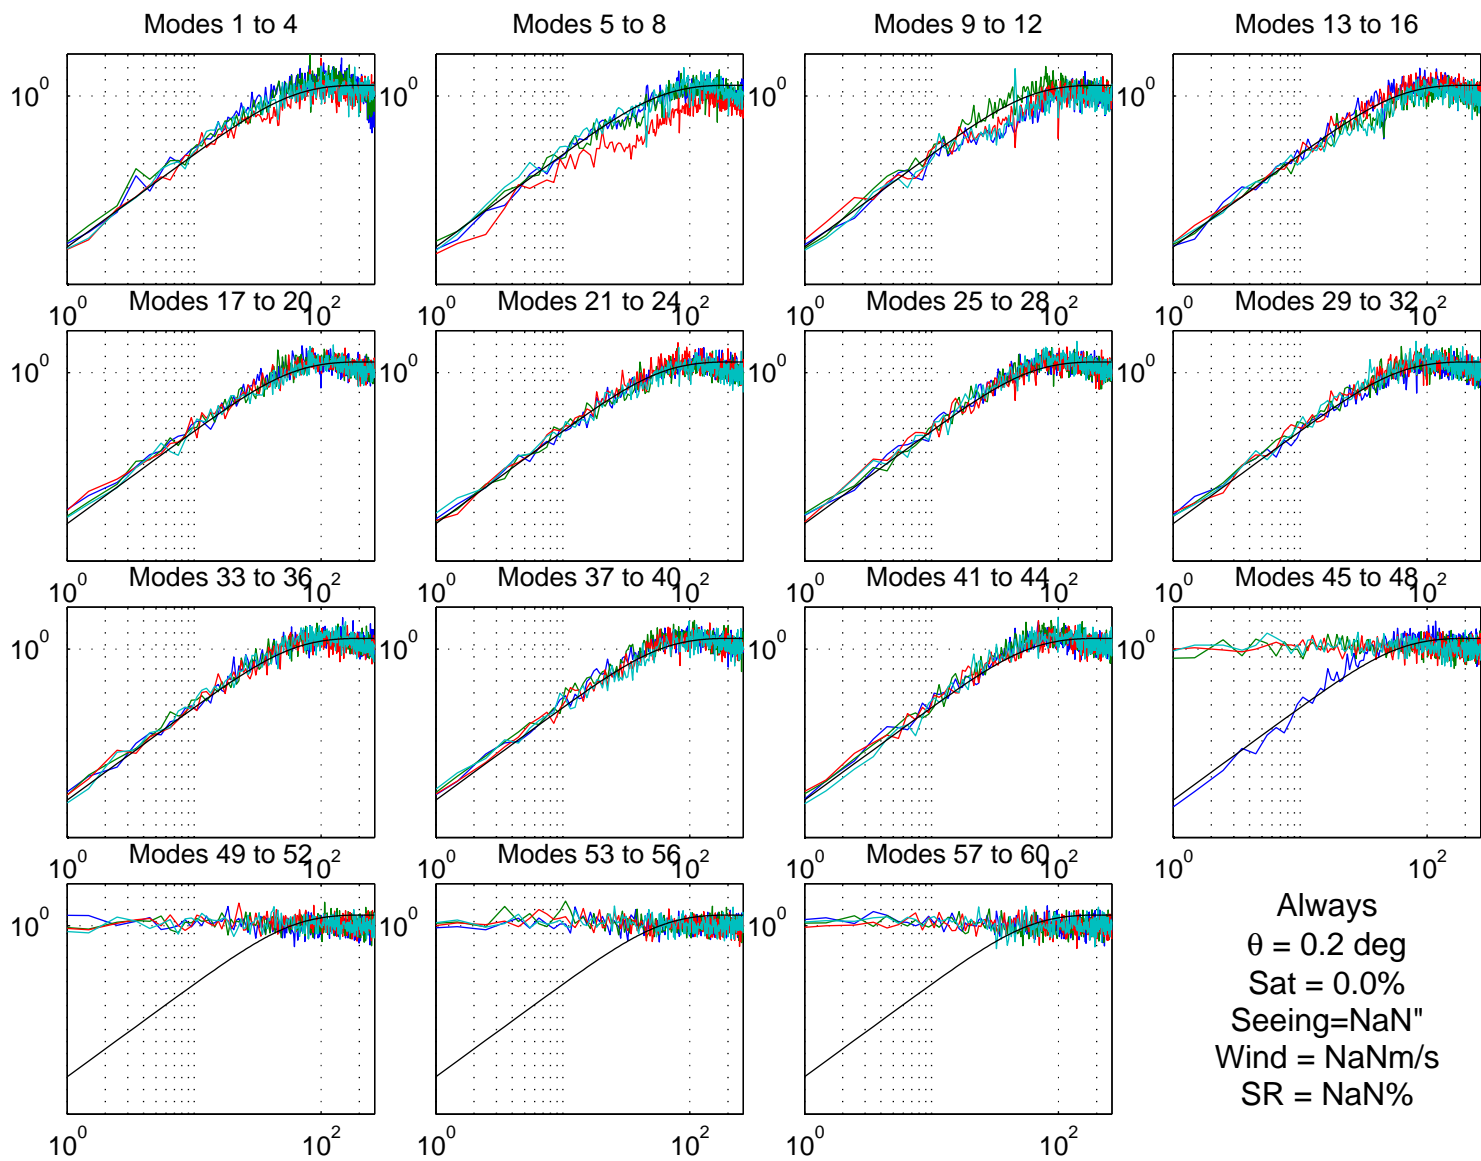 Modes 1 to 4
Modes 5 to 8
Modes 9 to 12
Modes 13 to 16
10^0
10^0
10^0
10^0
10^0
10^2
10^0
10^2
10^0
10^2
10^0
10^2
Modes 17 to 20
Modes 21 to 24
Modes 25 to 28
Modes 29 to 32
10^0
10^0
10^0
10^0
10^0
10^2
10^0
10^2
10^0
10^2
10^0
10^2
Modes 33 to 36
Modes 37 to 40
Modes 41 to 44
Modes 45 to 48
10^0
10^0
10^0
10^0
10^0
10^2
10^0
10^2
10^0
10^2
10^0
10^2
Modes 49 to 52
Modes 53 to 56
Modes 57 to 60
10^0
10^0
10^0
10^0
10^2
10^0
10^2
10^0
10^2
Always
θ = 0.2 deg
Sat = 0.0%
Seeing=NaN"
Wind = NaNm/s
SR = NaN%